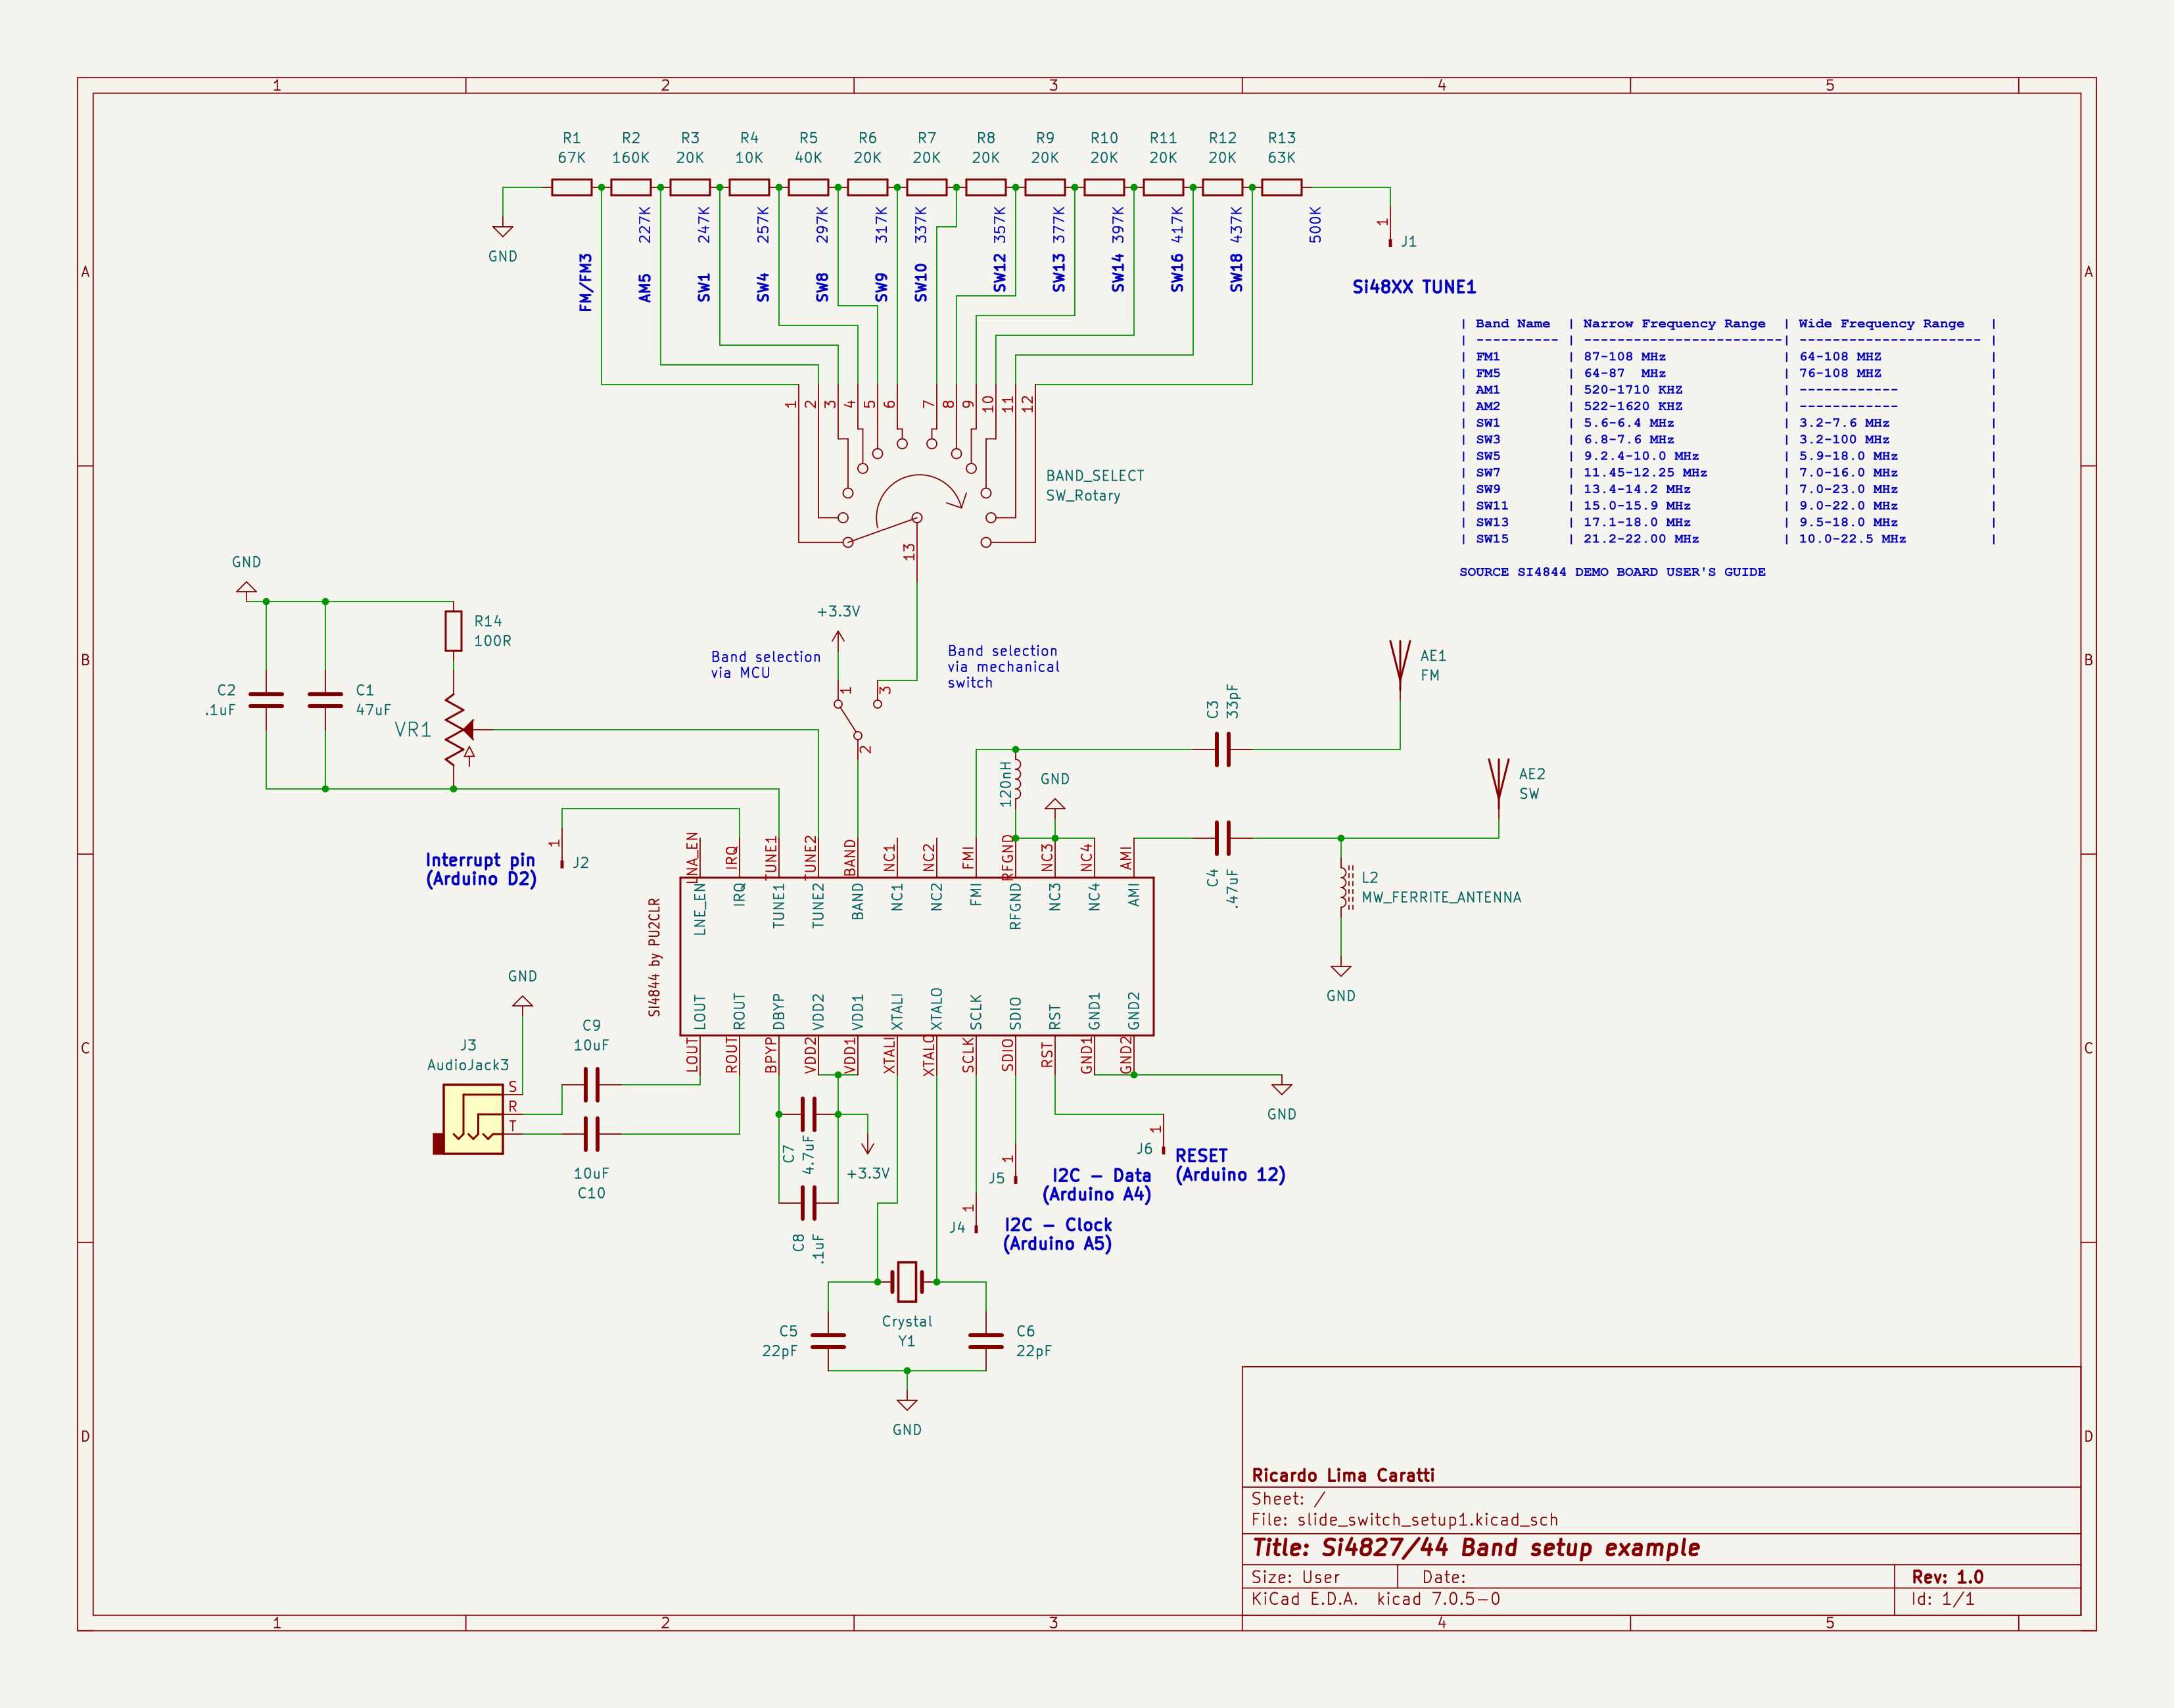 1 2 3 4 5
R1 R2 R3 R4 R5 R6 R7 R8 R9 R10 R11 R12 R13
67K 160K 20K 10K 40K 20K 20K 20K 20K 20K 20K 20K 63K
227K 247K 257K 297K 317K 337K 357K 377K 397K 417K 437K 500K
1
J1
GND
A
A
FM/FM3 AM5 SW1 SW4 SW8 SW9 SW10 SW12 SW13 SW14 SW16 SW18
Si48XX TUNE1
| Band Name | Narrow Frequency Range | Wide Frequency Range |
| ---------- | ------------------------| ---------------------- |
| FM1 | 87-108 MHz | 64-108 MHZ |
| FM5 | 64-87 MHz | 76-108 MHZ |
| AM1 | 520-1710 KHZ | ------------ |
| AM2 | 522-1620 KHZ | ------------ |
| SW1 | 5.6-6.4 MHz | 3.2-7.6 MHz |
| SW3 | 6.8-7.6 MHz | 3.2-100 MHz |
| SW5 | 9.2.4-10.0 MHz | 5.9-18.0 MHz |
| SW7 | 11.45-12.25 MHz | 7.0-16.0 MHz |
| SW9 | 13.4-14.2 MHz | 7.0-23.0 MHz |
| SW11 | 15.0-15.9 MHz | 9.0-22.0 MHz |
| SW13 | 17.1-18.0 MHz | 9.5-18.0 MHz |
| SW15 | 21.2-22.00 MHz | 10.0-22.5 MHz |
SOURCE SI4844 DEMO BOARD USER'S GUIDE
1 2 3 4 5 6 7 8 9 10 11 12
BAND_SELECT
SW_Rotary
13
GND
+3.3V
R14
100R
Band selection
via MCU
Band selection
via mechanical
switch
B
B
AE1
FM
C2
.1uF
C1
47uF
1
3
2
C3
33pF
VR1
120nH
GND
AE2
SW
1
J2
Interrupt pin
(Arduino D2)
C4
.47uF
L2
MW_FERRITE_ANTENNA
GND
LNA_EN IRQ TUNE1 TUNE2 BAND NC1 NC2 FMI RFGND NC3 NC4 AMI
LNE_EN IRQ TUNE1 TUNE2 BAND NC1 NC2 FMI RFGND NC3 NC4 AMI
SI4844 by PU2CLR
LOUT ROUT DBYP VDD2 VDD1 XTALI XTALO SCLK SDIO RST GND1 GND2
LOUT ROUT BPYP VDD2 VDD1 XTALI XTALO SCLK SDIO RST GND1 GND2
GND
C
C
C9
10uF
J3
AudioJack3
S
R
T
10uF
C10
C7
4.7uF
+3.3V
C8
.1uF
GND
1
J6
RESET
(Arduino 12)
1
J5
I2C - Data
(Arduino A4)
1
J4
I2C - Clock
(Arduino A5)
Crystal
Y1
C5
22pF
C6
22pF
GND
D
D
Ricardo Lima Caratti
Sheet: /
File: slide_switch_setup1.kicad_sch
Title: Si4827/44 Band setup example
Size: User Date: Rev: 1.0
KiCad E.D.A. kicad 7.0.5-0 Id: 1/1
1 2 3 4 5